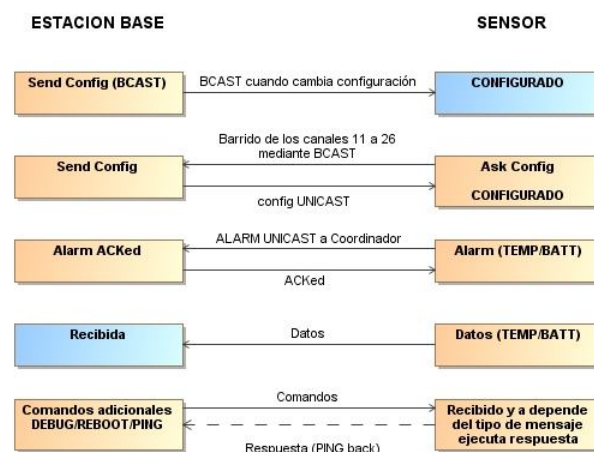 ESTACION BASE
SENSOR
Send Config (BCAST)
BCAST cuando cambia configuración
CONFIGURADO
Barrido de los canales 11 a 26
mediante BCAST
Send Config
Ask Config
CONFIGURADO
config UNICAST
ALARM UNICAST a Coordinador
Alarm ACKed
Alarm (TEMP/BATT)
ACKed
Recibida
Datos
Datos (TEMP/BATT)
Comandos
Comandos adicionales
DEBUG/REBOOT/PING
Recibido y a depende
del tipo de mensaje
ejecuta respuesta
Respuesta (PING back)